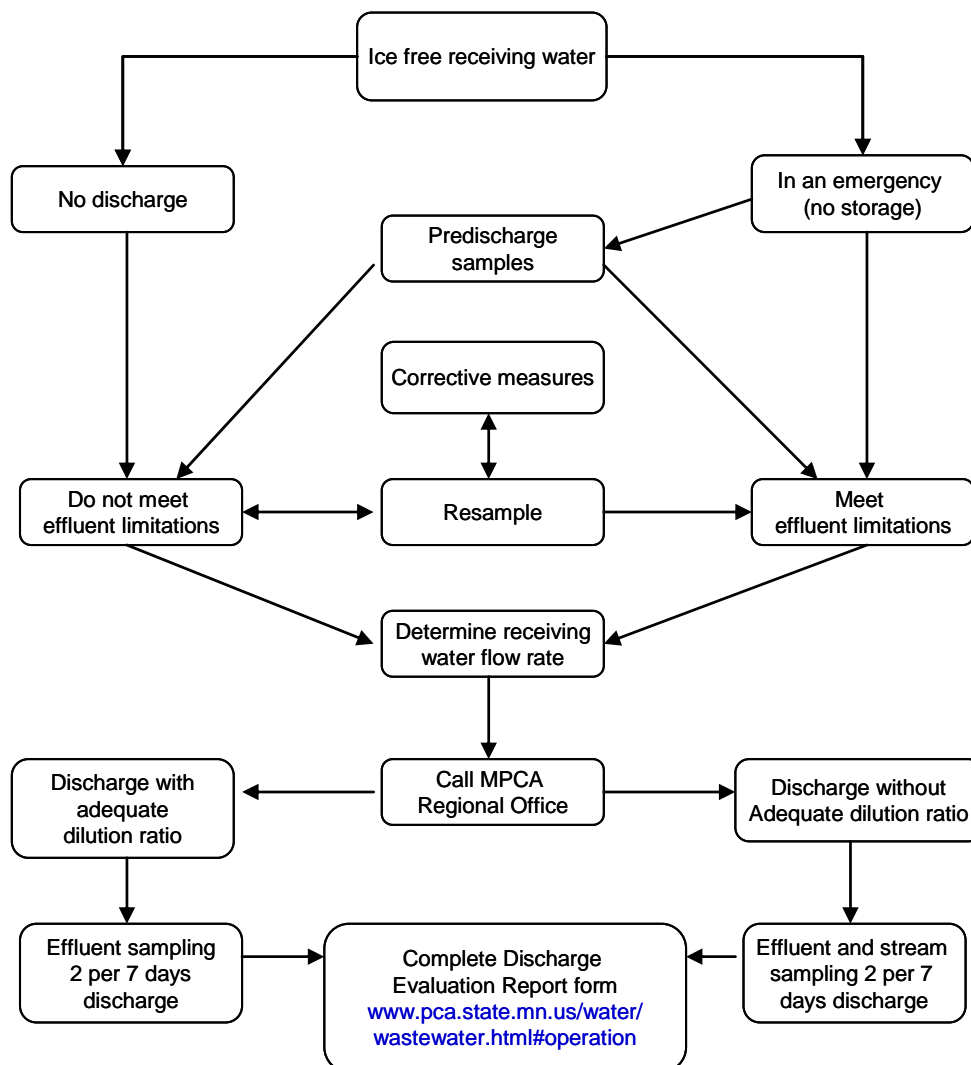 Ice free receiving water
No discharge
In an emergency
(no storage)
Predischarge
samples
Corrective measures
Do not meet
effluent limitations
Resample
Meet
effluent limitations
Determine receiving
water flow rate
Discharge with
adequate
dilution ratio
Call MPCA
Regional Office
Discharge without
Adequate dilution ratio
Effluent sampling
2 per 7 days
discharge
Complete Discharge
Evaluation Report form
www.pca.state.mn.us/water/
wastewater.html#operation
Effluent and stream
sampling 2 per 7
days discharge